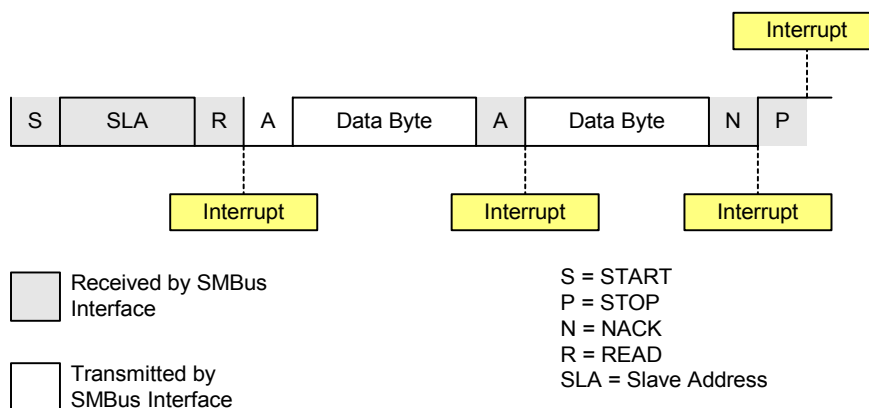 Interrupt
S SLA R A Data Byte A Data Byte N P
Interrupt Interrupt Interrupt
Received by SMBus
Interface
Transmitted by
SMBus Interface
S = START
P = STOP
N = NACK
R = READ
SLA = Slave Address